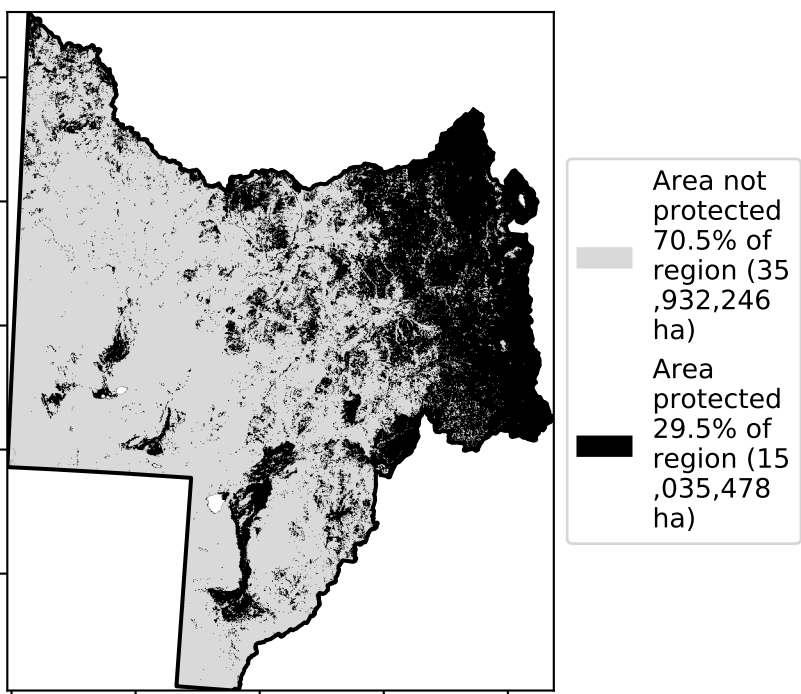 Area not
protected
70.5% of
region (35
,932,246
ha)
Area
protected
29.5% of
region (15
,035,478
ha)